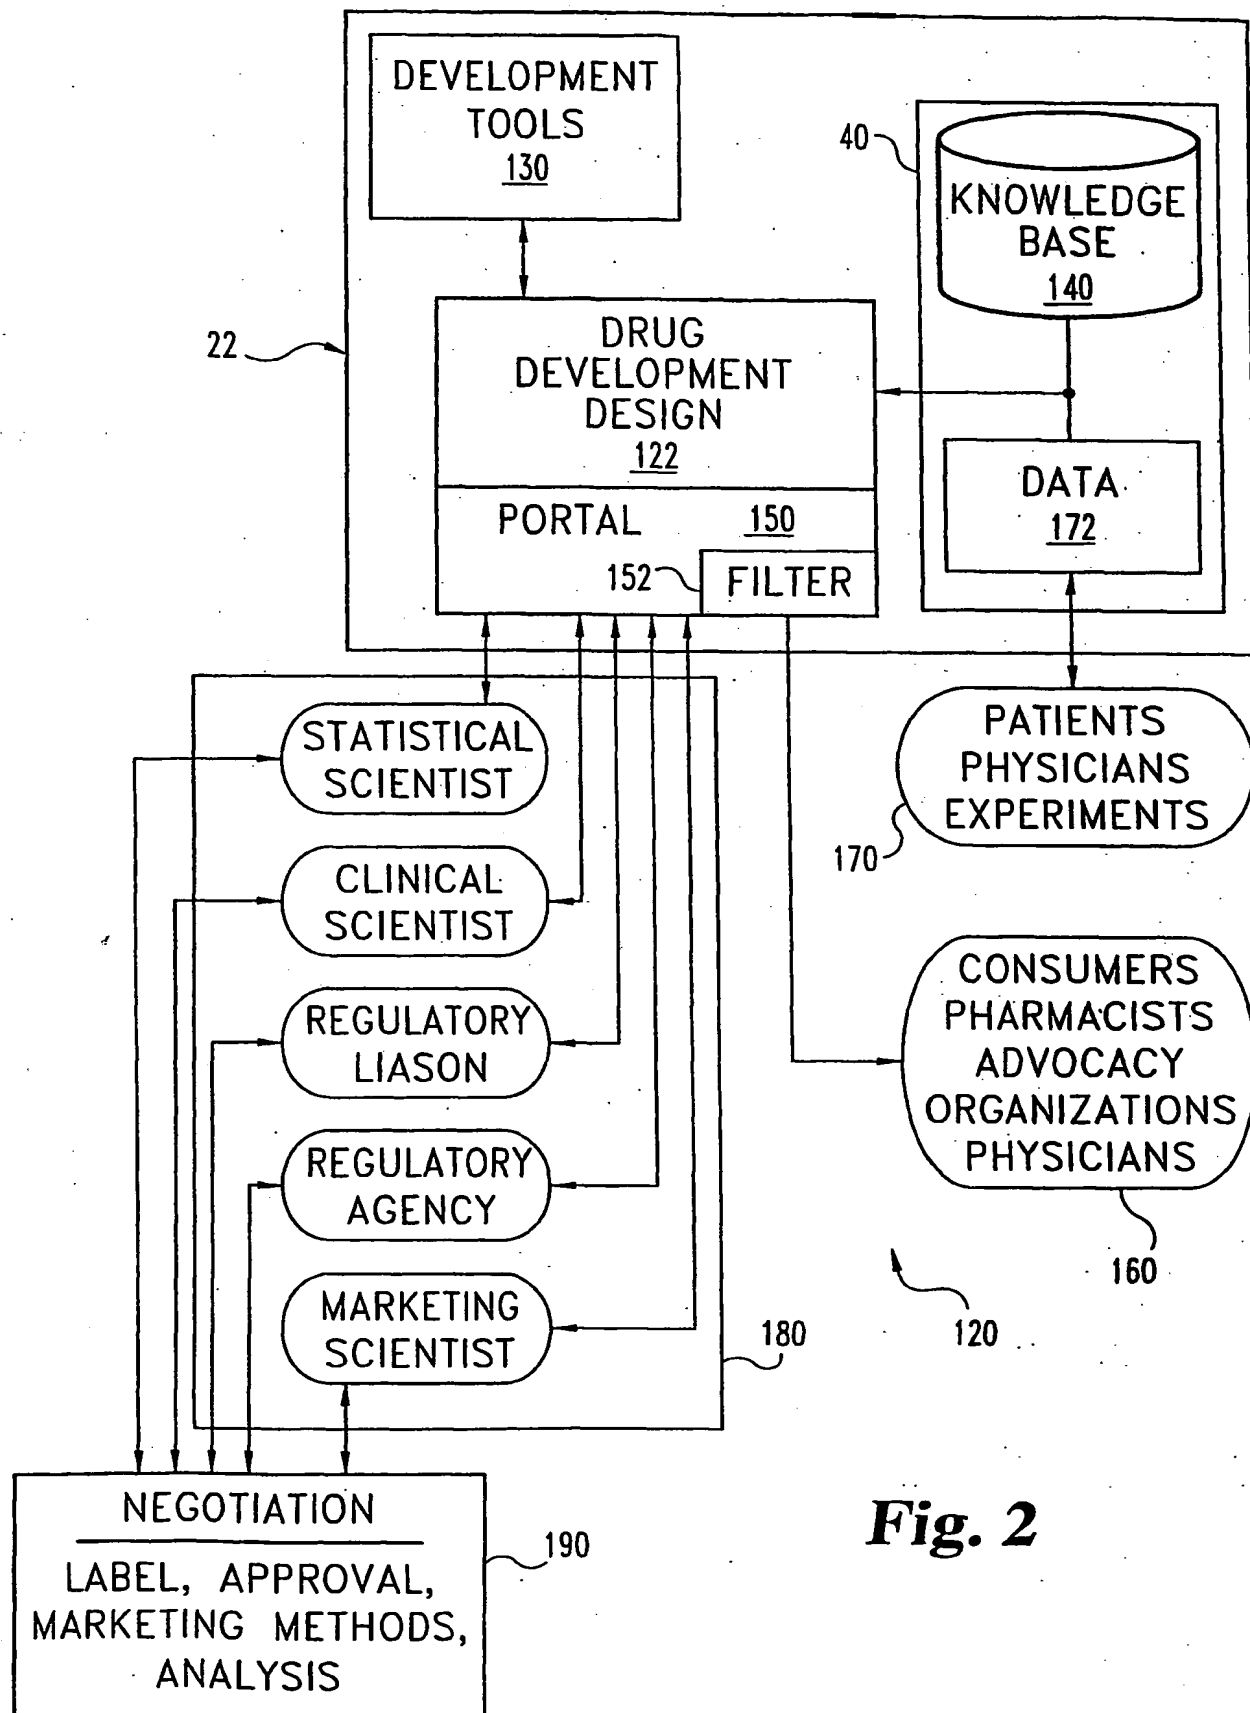 DEVELOPMENT
TOOLS
130
40
KNOWLEDGE
BASE
140
22
DRUG
DEVELOPMENT
DESIGN
122
DATA
172
PORTAL 150
152
FILTER
STATISTICAL
SCIENTIST
PATIENTS
PHYSICIANS
EXPERIMENTS
170
CLINICAL
SCIENTIST
CONSUMERS
PHARMACISTS
ADVOCACY
ORGANIZATIONS
PHYSICIANS
160
REGULATORY
LIASON
REGULATORY
AGENCY
MARKETING
SCIENTIST
180
120
NEGOTIATION
LABEL, APPROVAL,
MARKETING METHODS,
ANALYSIS
190
Fig. 2